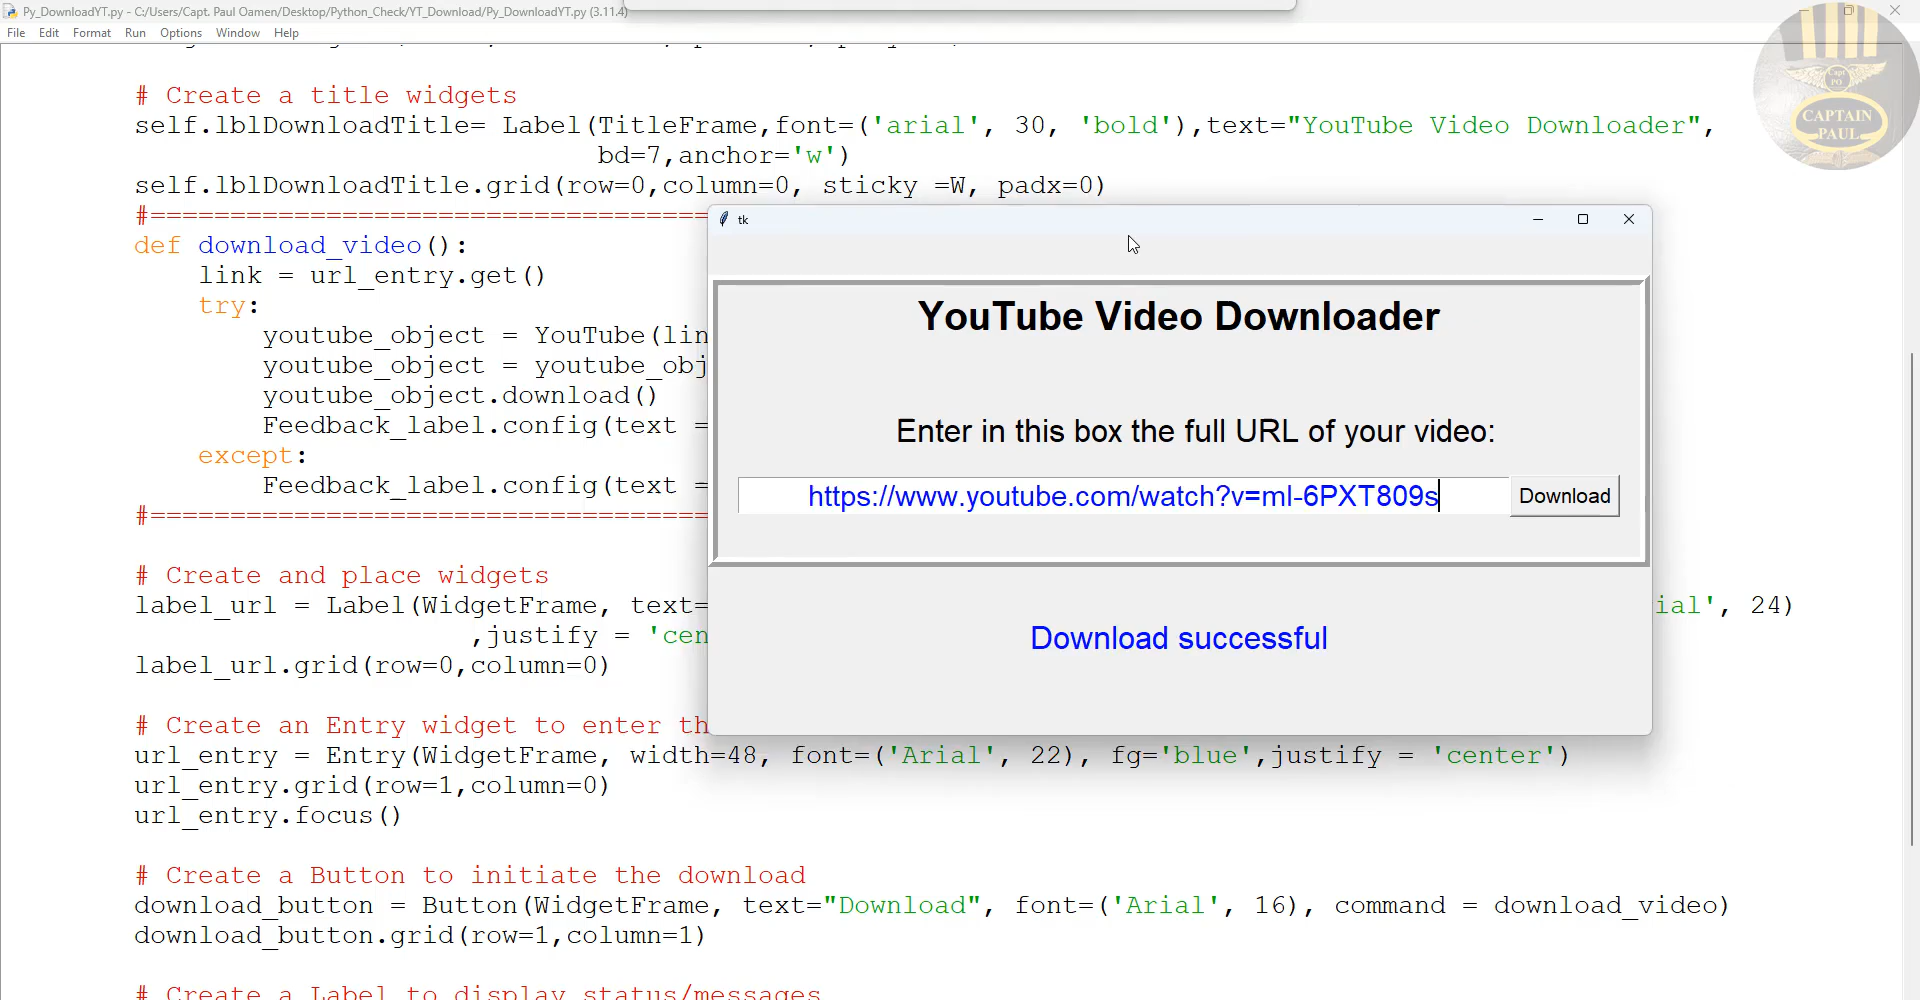 Py_DownloadYT.py - C:/Users/Capt. Paul Oamen/Desktop/Python_Check/YT_Download/Py_DownloadYT.py (3.11.4)
File Edit Format Run Options Window Help
# Create a title widgets
self.lblDownloadTitle= Label(TitleFrame,font=('arial', 30, 'bold'),text="YouTube Video Downloader",
bd=7,anchor='w')
self.lblDownloadTitle.grid(row=0,column=0, sticky =W, padx=0)
#====================================
def download_video():
link = url_entry.get()
try:
youtube_object = YouTube(lin
youtube_object = youtube_obj
youtube_object.download()
Feedback_label.config(text =
except:
Feedback_label.config(text =
#====================================
# Create and place widgets
label_url = Label(WidgetFrame, text= ial', 24)
,justify = 'cen
label_url.grid(row=0,column=0)
# Create an Entry widget to enter th
url_entry = Entry(WidgetFrame, width=48, font=('Arial', 22), fg='blue',justify = 'center')
url_entry.grid(row=1,column=0)
url_entry.focus()
# Create a Button to initiate the download
download_button = Button(WidgetFrame, text="Download", font=('Arial', 16), command = download_video)
download_button.grid(row=1,column=1)
# Create a Label to display status/messages
tk
YouTube Video Downloader
Enter in this box the full URL of your video:
https://www.youtube.com/watch?v=ml-6PXT809s
Download
Download successful
Capt
PO
CAPTAIN
PAUL